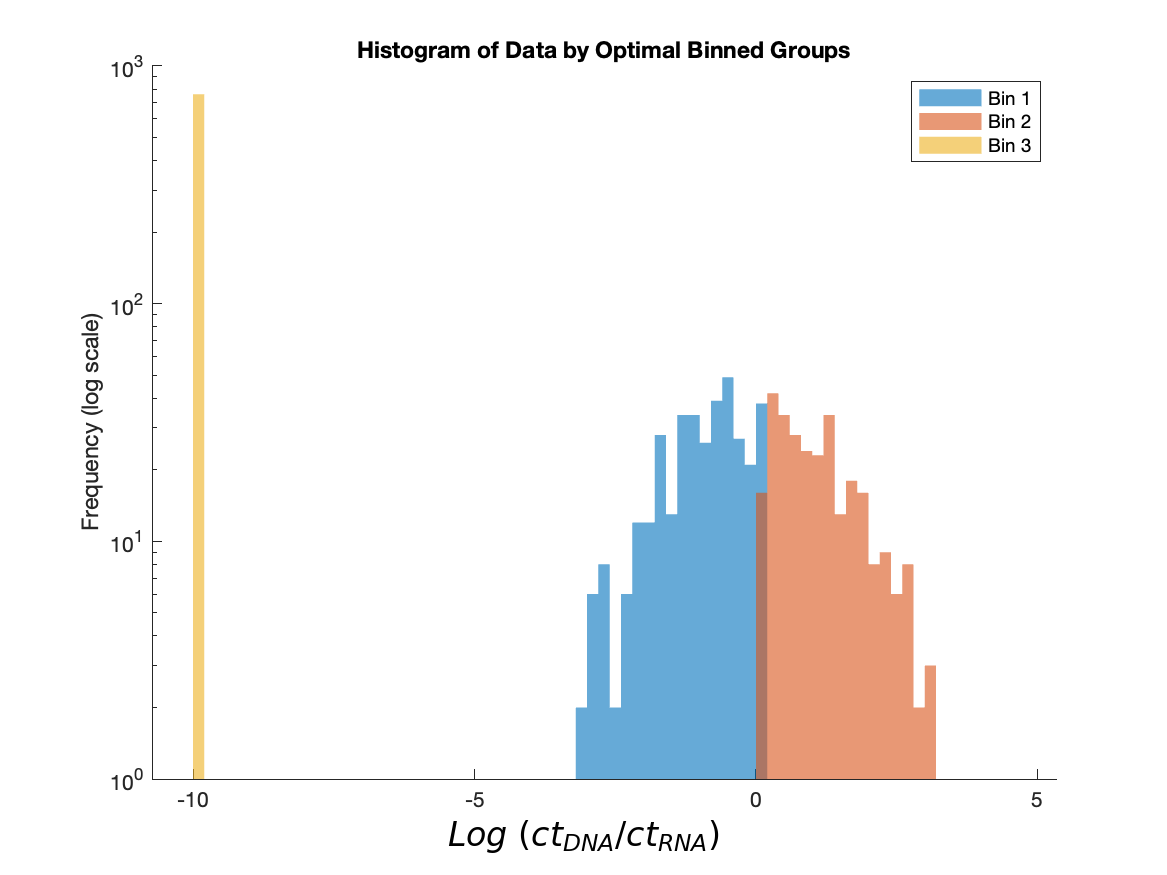 Histogram of Data by Optimal Binned Groups
Bin 1
Bin 2
Bin 3
Frequency (log scale)
10³
10²
10¹
10⁰
-10
-5
0
5
Log (ct_DNA/ct_RNA)